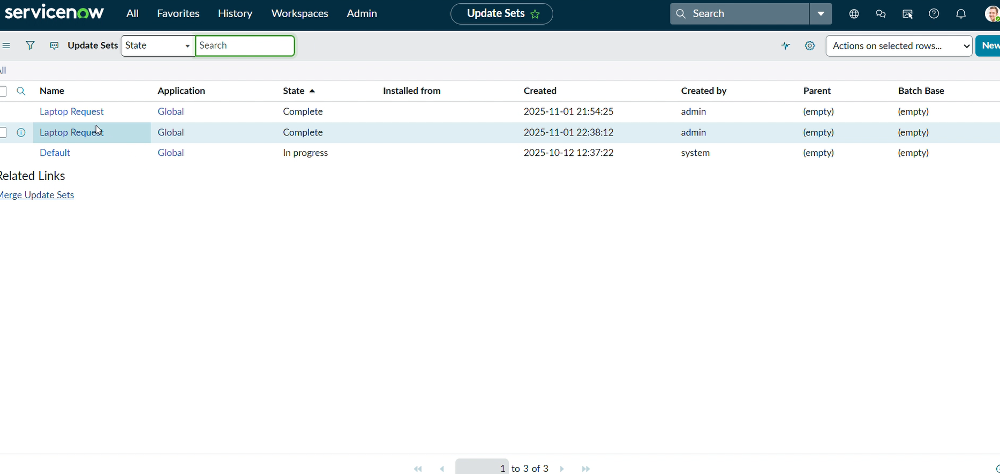 servicenow All Favorites History Workspaces Admin Update Sets Search
Update Sets State Search Actions on selected rows... New
All
Name Application State Installed from Created Created by Parent Batch Base
Laptop Request Global Complete 2025-11-01 21:54:25 admin (empty) (empty)
Laptop Request Global Complete 2025-11-01 22:38:12 admin (empty) (empty)
Default Global In progress 2025-10-12 12:37:22 system (empty) (empty)
Related Links
Merge Update Sets
1 to 3 of 3